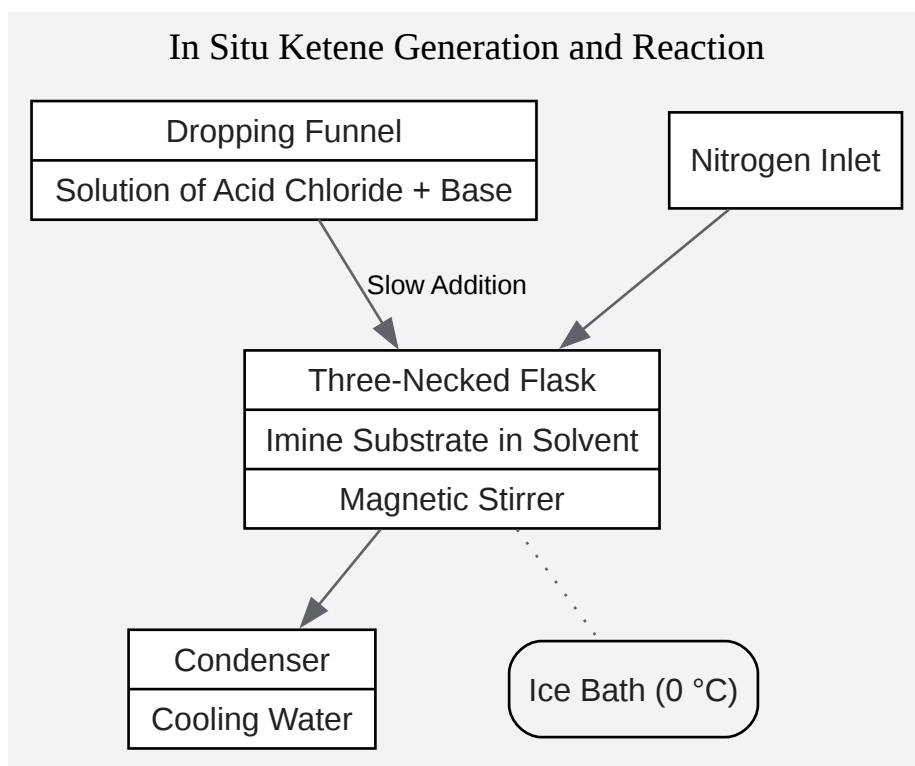 In Situ Ketene Generation and Reaction
Dropping Funnel
Solution of Acid Chloride + Base
Nitrogen Inlet
Slow Addition
Three-Necked Flask
Imine Substrate in Solvent
Magnetic Stirrer
Condenser
Cooling Water
Ice Bath (0 °C)